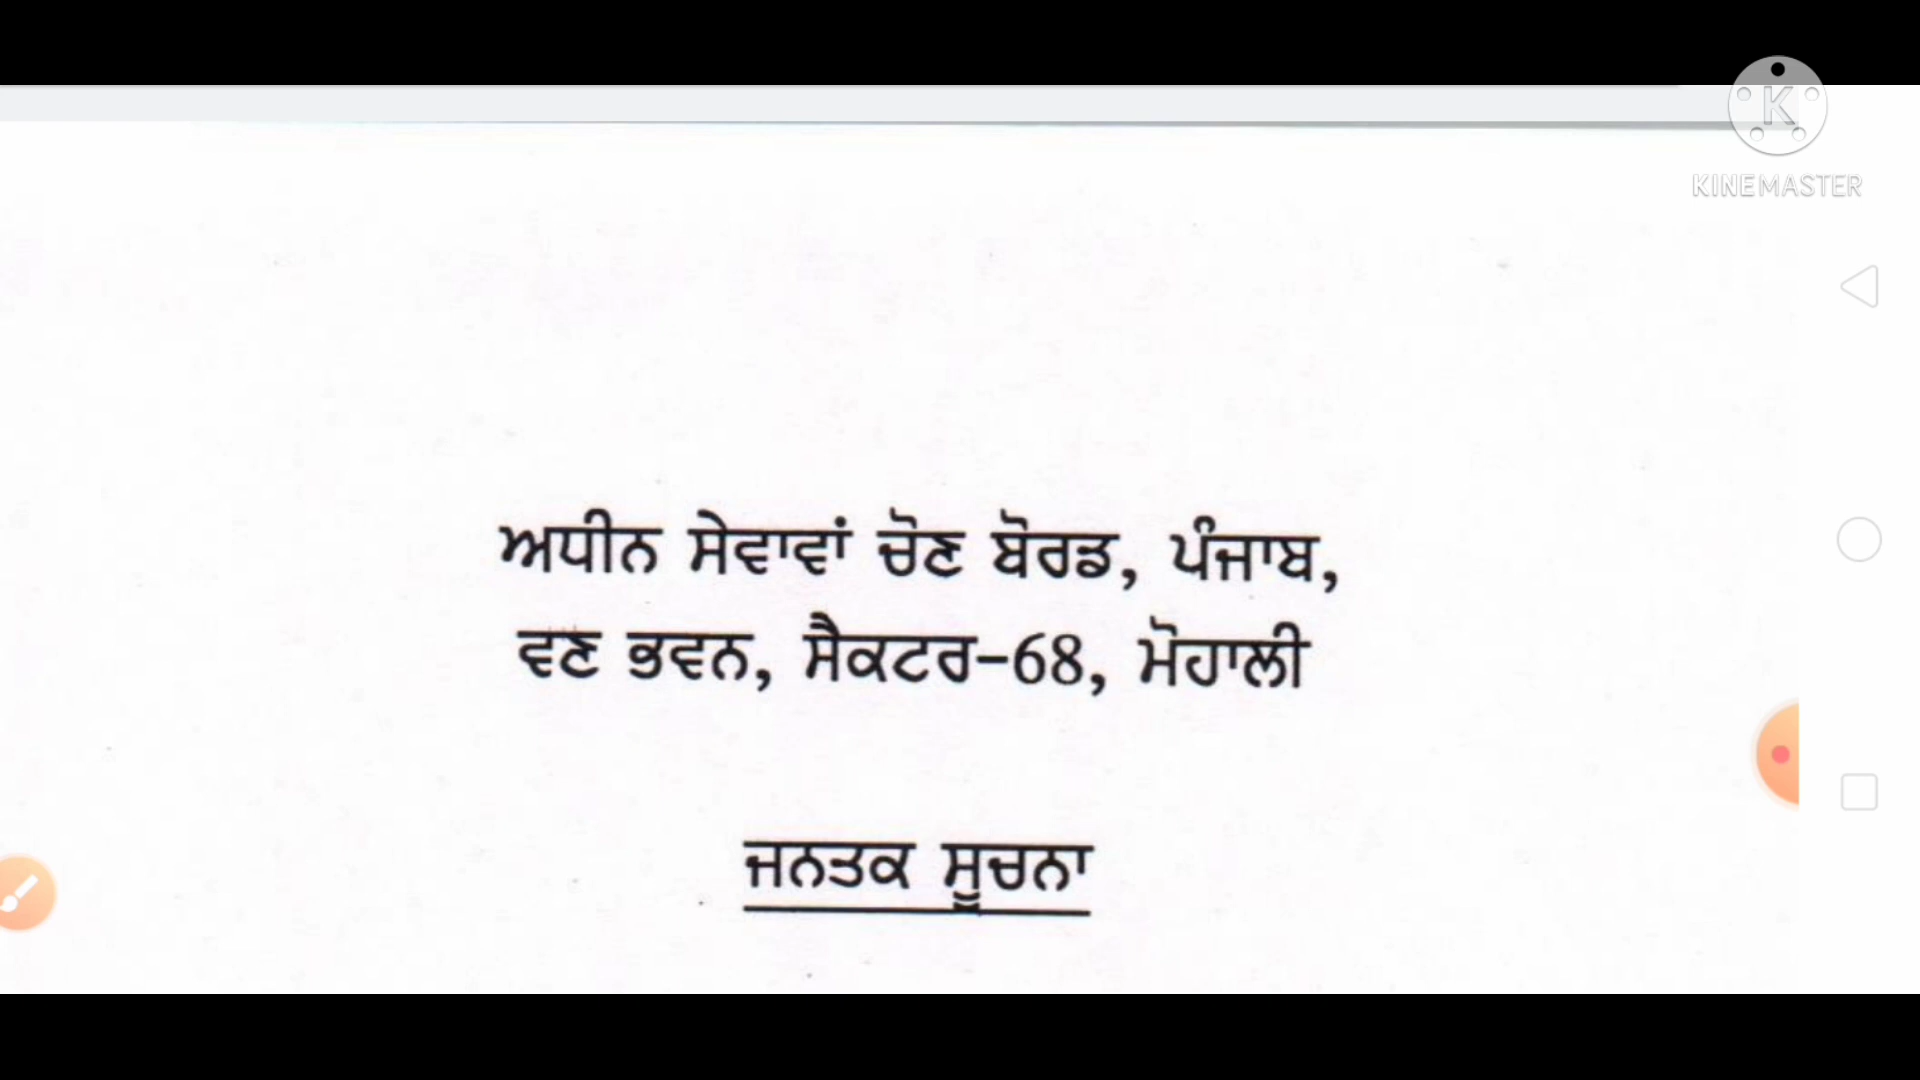 K
KINEMASTER
ਅਧੀਨ ਸੇਵਾਵਾਂ ਚੋਣ ਬੋਰਡ, ਪੰਜਾਬ,
ਵਣ ਭਵਨ, ਸੈਕਟਰ-68, ਮੋਹਾਲੀ
ਜਨਤਕ ਸੂਚਨਾ